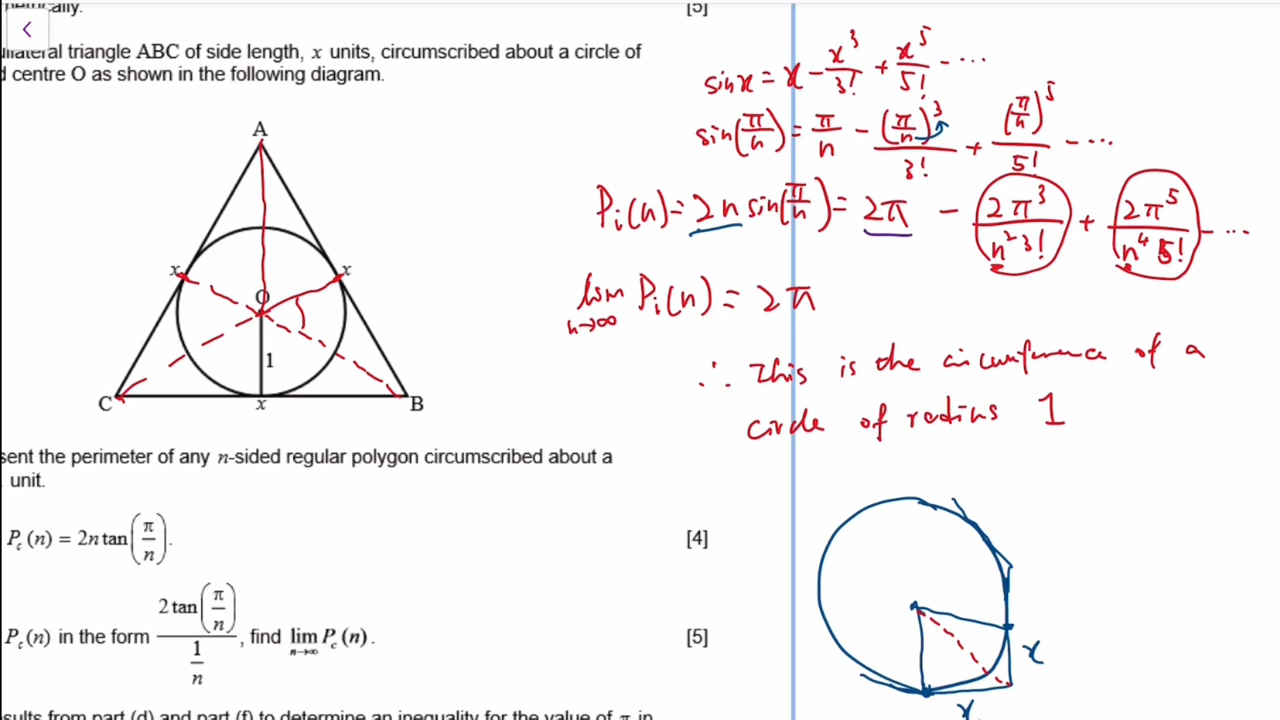 [5]
ilateral triangle ABC of side length, x units, circumscribed about a circle of
d centre O as shown in the following diagram.
A
x
x
O
1
C
x
B
sent the perimeter of any n-sided regular polygon circumscribed about a
unit.
P_c(n) = 2n tan(π/n).
[4]
P_c(n) in the form 2 tan(π/n) / (1/n), find lim n→∞ P_c(n).
[5]
sults from part (d) and part (f) to determine an inequality for the value of π in
sin x = x - x³/3! + x⁵/5! - ...
sin(π/n) = π/n - (π/n)³/3! + (π/n)⁵/5! - ...
P_i(n) = 2n sin(π/n) = 2π - 2π³/n²3! + 2π⁵/n⁴5! - ...
lim n→∞ P_i(n) = 2π
∴ This is the circumference of a
circle of radius 1
x
x